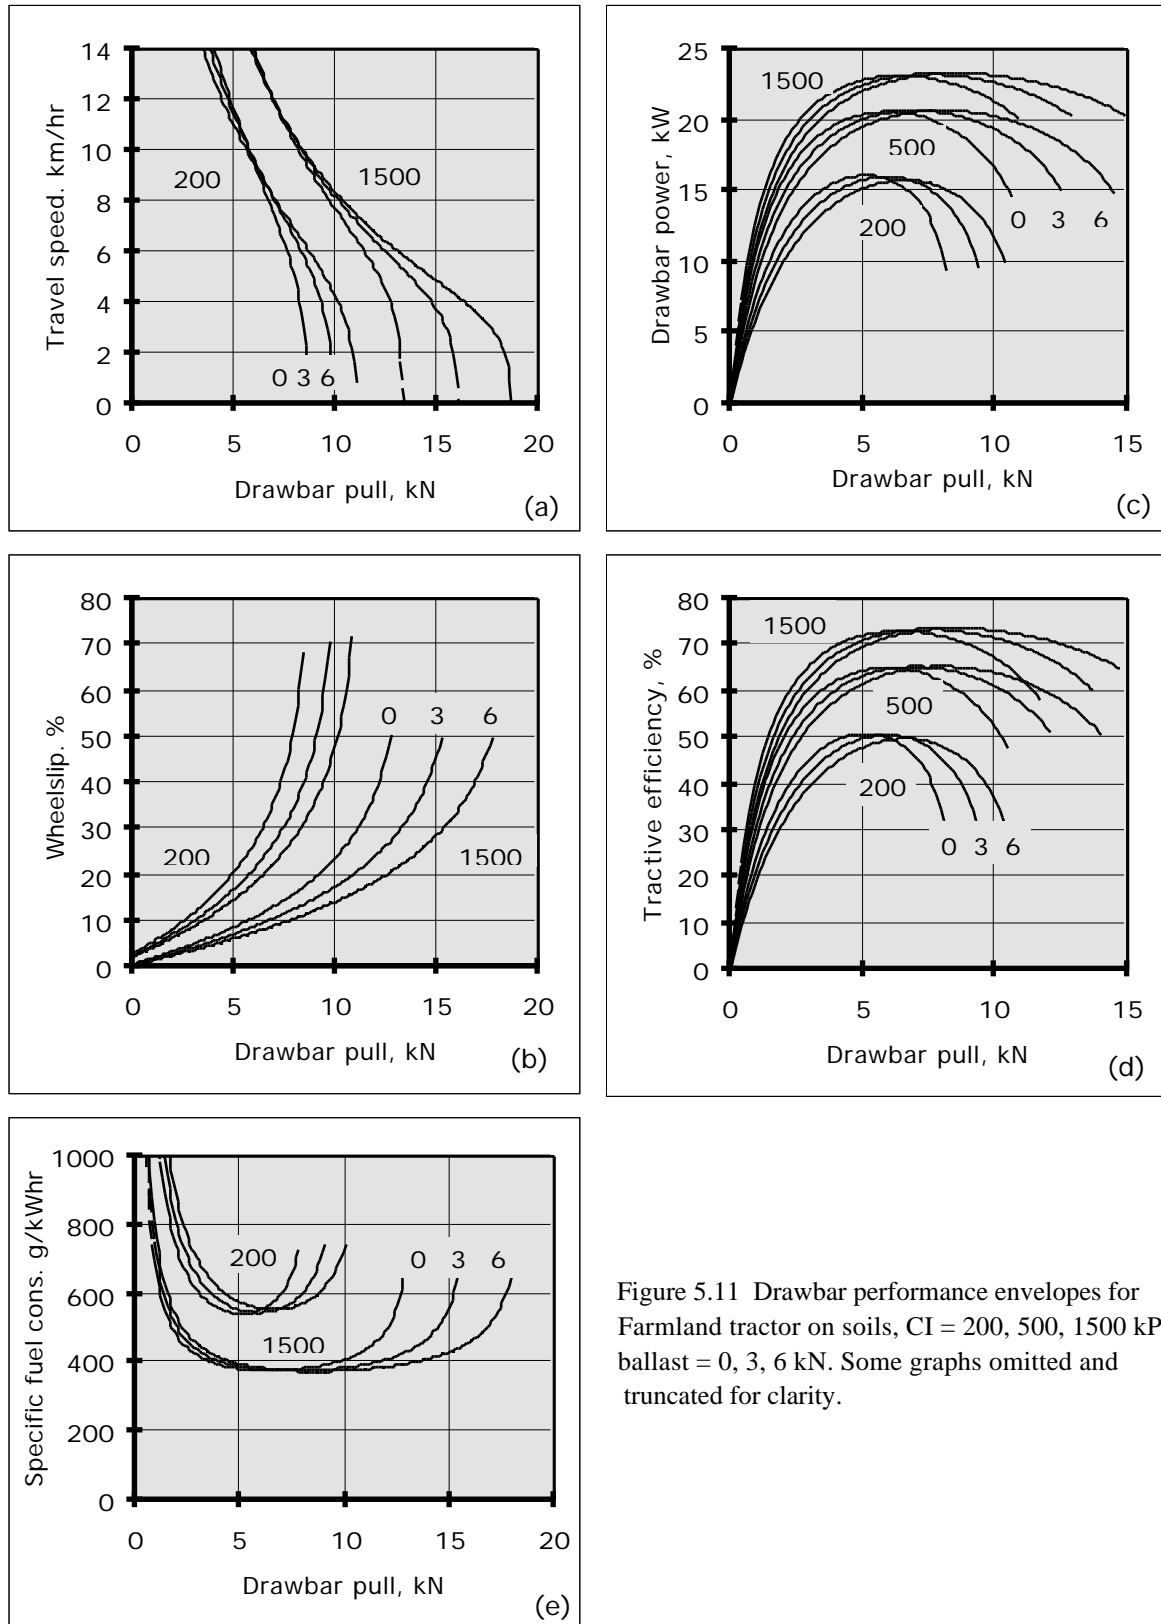 14
12
10
8
6
4
2
0
Travel speed. km/hr
200
1500
0 3 6
0 5 10 15 20
Drawbar pull, kN
(a)
25
20
15
10
5
0
Drawbar power, kW
1500
500
200
0 3 6
0 5 10 15
Drawbar pull, kN
(c)
80
70
60
50
40
30
20
10
0
Wheelslip. %
0 3 6
200
1500
0 5 10 15 20
Drawbar pull, kN
(b)
80
70
60
50
40
30
20
10
0
Tractive efficiency, %
1500
500
200
0 3 6
0 5 10 15
Drawbar pull, kN
(d)
1000
800
600
400
200
0
Specific fuel cons. g/kWhr
200
0 3 6
1500
0 5 10 15 20
Drawbar pull, kN
(e)
Figure 5.11 Drawbar performance envelopes for
Farmland tractor on soils, CI = 200, 500, 1500 kP
ballast = 0, 3, 6 kN. Some graphs omitted and
truncated for clarity.